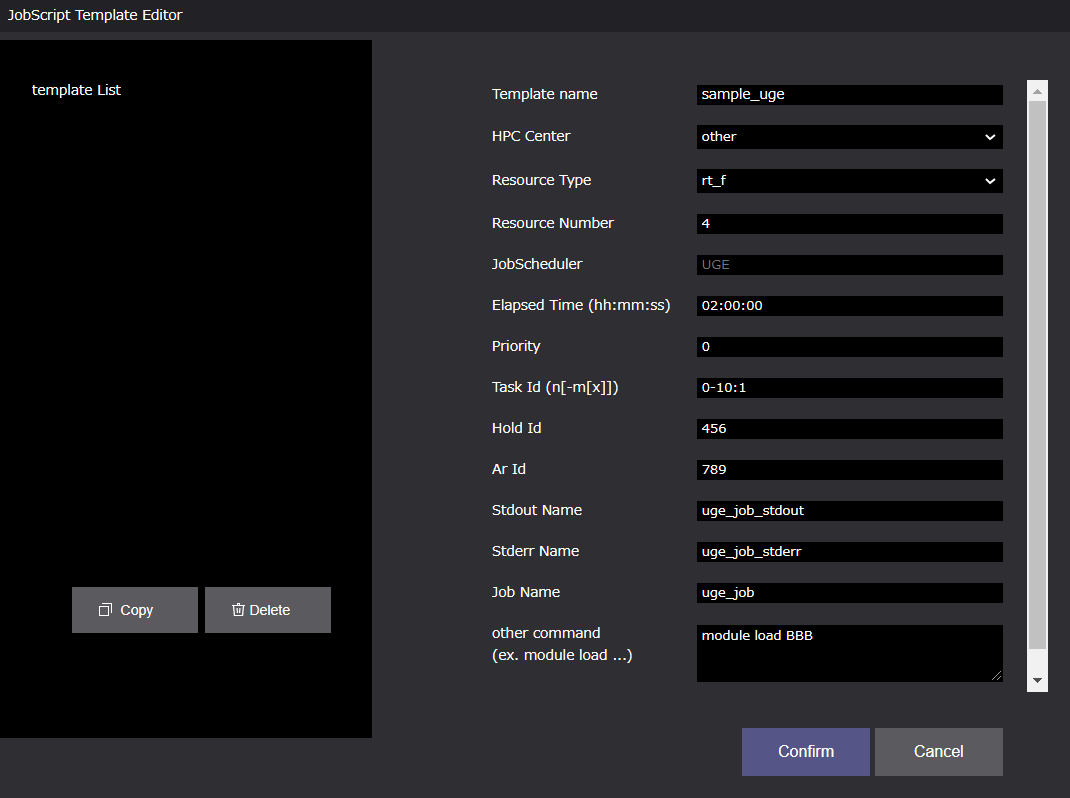 JobScript Template Editor
template List
Copy
Delete
Template name
sample_uge
HPC Center
other
Resource Type
rt_f
Resource Number
4
JobScheduler
UGE
Elapsed Time (hh:mm:ss)
02:00:00
Priority
0
Task Id (n[-m[x]])
0-10:1
Hold Id
456
Ar Id
789
Stdout Name
uge_job_stdout
Stderr Name
uge_job_stderr
Job Name
uge_job
other command
(ex. module load ...)
module load BBB
Confirm
Cancel